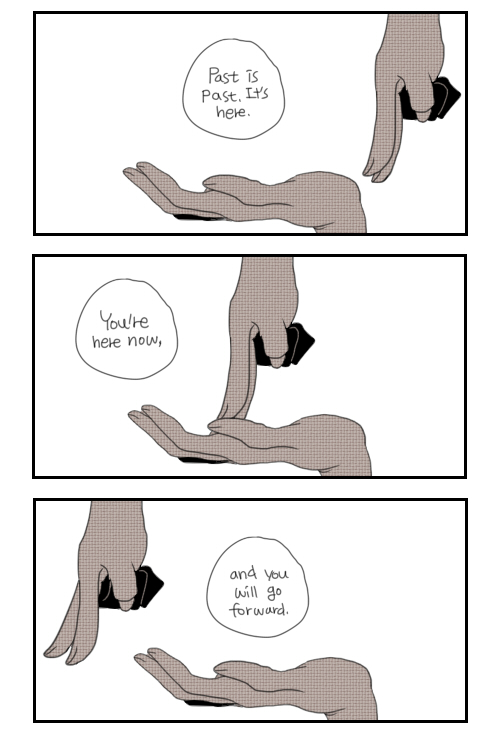 Past is
Past. It's
here.
You're
here now,
and you
will go
forward.